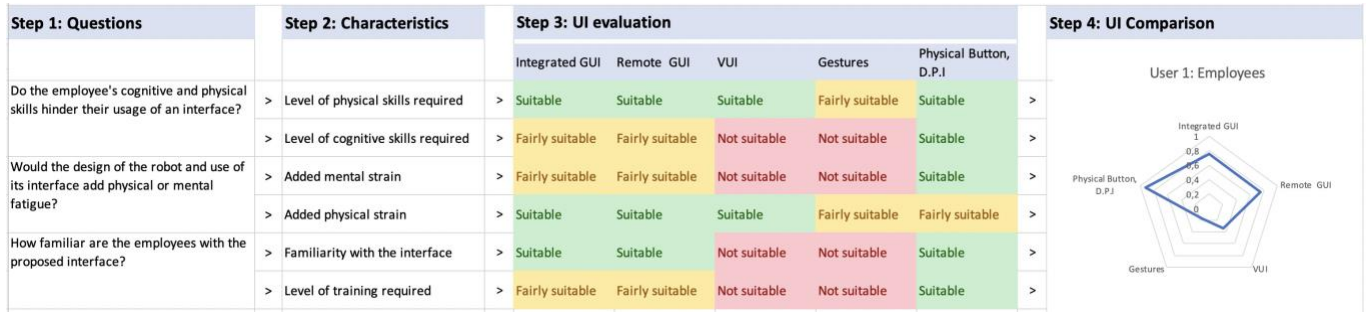 Step 1: Questions
Step 2: Characteristics
Step 3: UI evaluation
Step 4: UI Comparison
Integrated GUI
Remote GUI
VUI
Gestures
Physical Button,
D.P.I
Do the employee's cognitive and physical
skills hinder their usage of an interface?
> Level of physical skills required > Suitable Suitable Suitable Fairly suitable Suitable >
> Level of cognitive skills required > Fairly suitable Fairly suitable Not suitable Not suitable Suitable >
Would the design of the robot and use of
its interface add physical or mental
fatigue?
> Added mental strain > Fairly suitable Fairly suitable Not suitable Not suitable Suitable >
> Added physical strain > Suitable Suitable Suitable Fairly suitable Fairly suitable >
How familiar are the employees with the
proposed interface?
> Familiarity with the interface > Suitable Suitable Not suitable Not suitable Suitable >
> Level of training required > Fairly suitable Fairly suitable Not suitable Not suitable Suitable >
User 1: Employees
Integrated GUI
1
0,8
0,6
0,4
0,2
0
Remote GUI
VUI
Gestures
Physical Button,
D.P.I